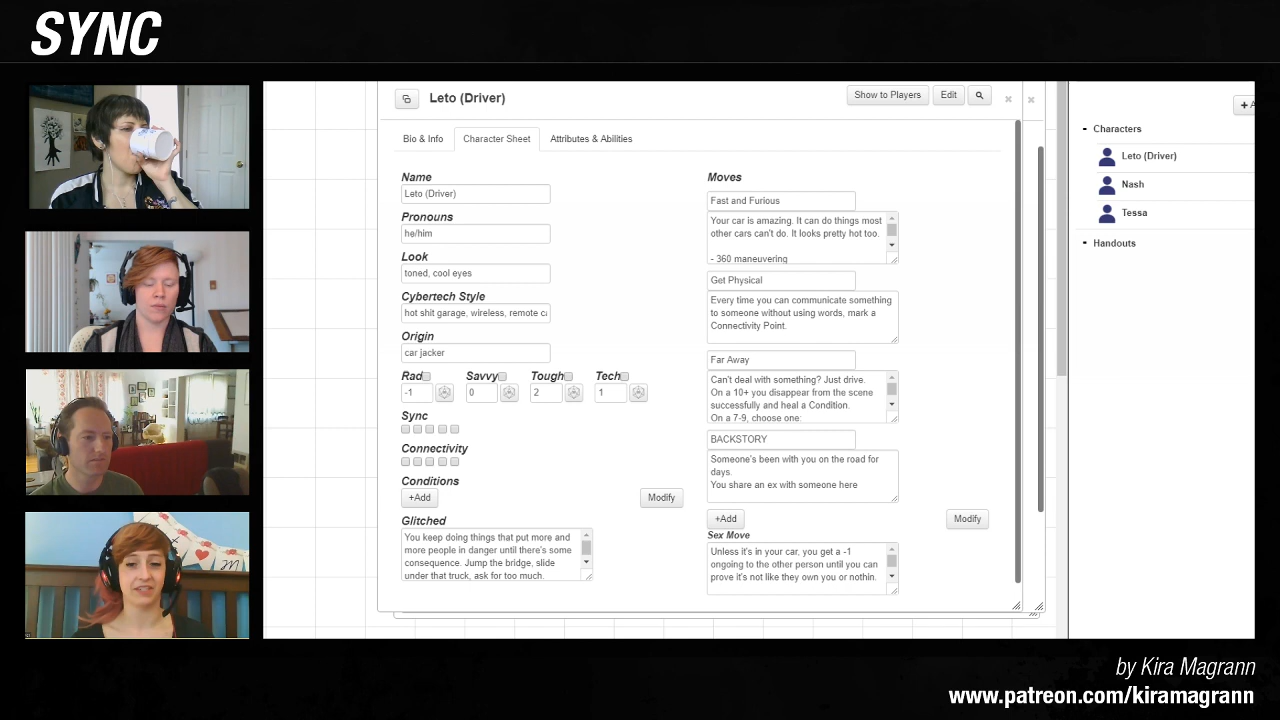 SYNC
Leto (Driver)
Show to Players
Edit
Bio & Info
Character Sheet
Attributes & Abilities
Name
Leto (Driver)
Pronouns
he/him
Look
toned, cool eyes
Cybertech Style
hot shit garage, wireless, remote
Origin
car jacker
Rad
Savvy
Tough
Tech
-1
0
2
1
Sync
Connectivity
Conditions
+Add
Modify
Glitched
You keep doing things that put more and
more people in danger until there's some
consequence. Jump the bridge, slide
under that truck, ask for too much.
Moves
Fast and Furious
Your car is amazing. It can do things most
other cars can't do. It looks pretty hot too.
- 360 maneuvering
Get Physical
Every time you can communicate something
to someone without using words, mark a
Connectivity Point.
Far Away
Can't deal with something? Just drive.
On a 10+ you disappear from the scene
successfully and heal a Condition.
On a 7-9, choose one:
BACKSTORY
Someone's been with you on the road for
days.
You share an ex with someone here
+Add
Modify
Sex Move
Unless it's in your car, you get a -1
ongoing to the other person until you can
prove it's not like they own you or nothin.
Characters
Leto (Driver)
Nash
Tessa
Handouts
by Kira Magrann
www.patreon.com/kiramagrann